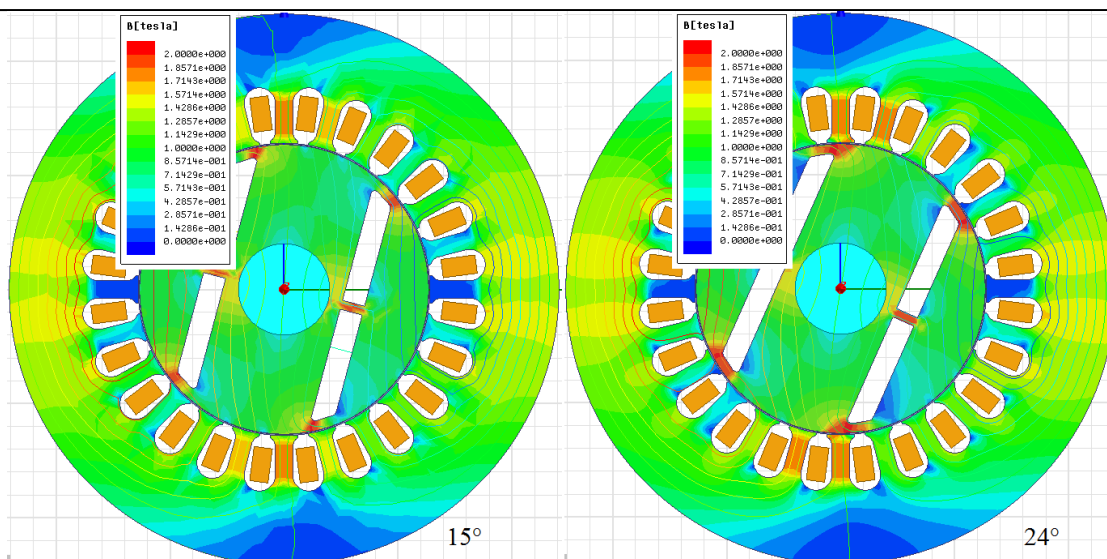 B[tesla]
2.0000e+000
1.8571e+000
1.7143e+000
1.5714e+000
1.4286e+000
1.2857e+000
1.1429e+000
1.0000e+000
8.5714e-001
7.1429e-001
5.7143e-001
4.2857e-001
2.8571e-001
1.4286e-001
0.0000e+000
15°
B[tesla]
2.0000e+000
1.8571e+000
1.7143e+000
1.5714e+000
1.4286e+000
1.2857e+000
1.1429e+000
1.0000e+000
8.5714e-001
7.1429e-001
5.7143e-001
4.2857e-001
2.8571e-001
1.4286e-001
0.0000e+000
24°